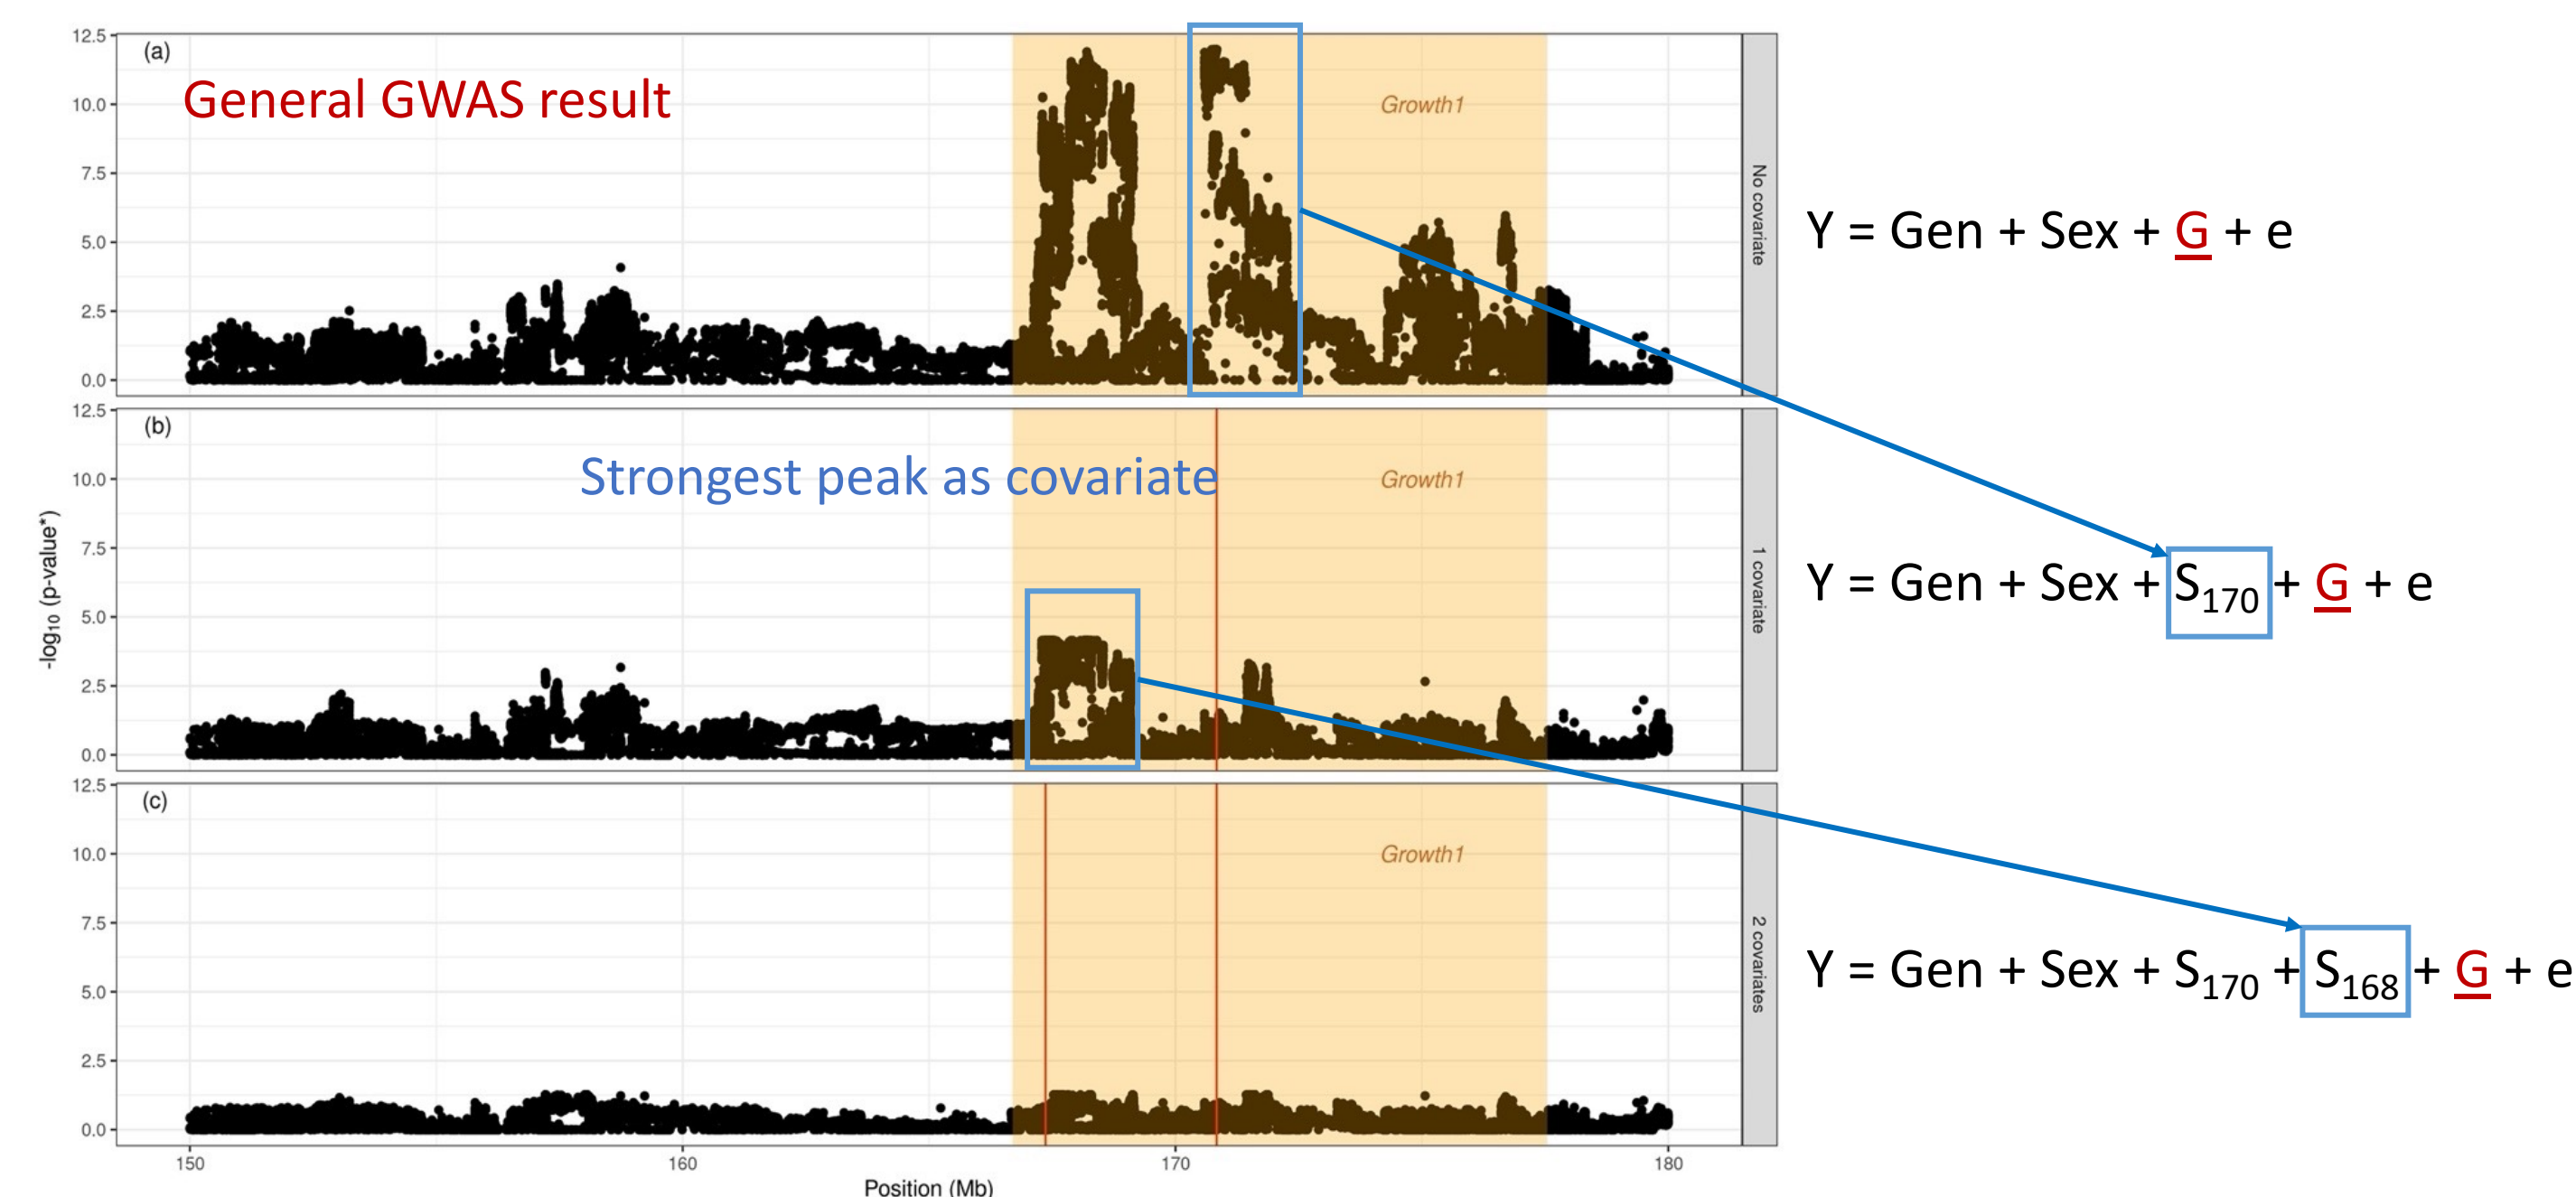 (a)
General GWAS result
Growth1
No covariate
12.5
10.0
7.5
5.0
2.5
0.0
Y = Gen + Sex + G + e
(b)
Strongest peak as covariate
Growth1
1 covariate
12.5
10.0
7.5
5.0
2.5
0.0
-log10 (p-value*)
Y = Gen + Sex + S170 + G + e
(c)
Growth1
2 covariates
12.5
10.0
7.5
5.0
2.5
0.0
Y = Gen + Sex + S170 + S168 + G + e
150 160 170 180
Position (Mb)